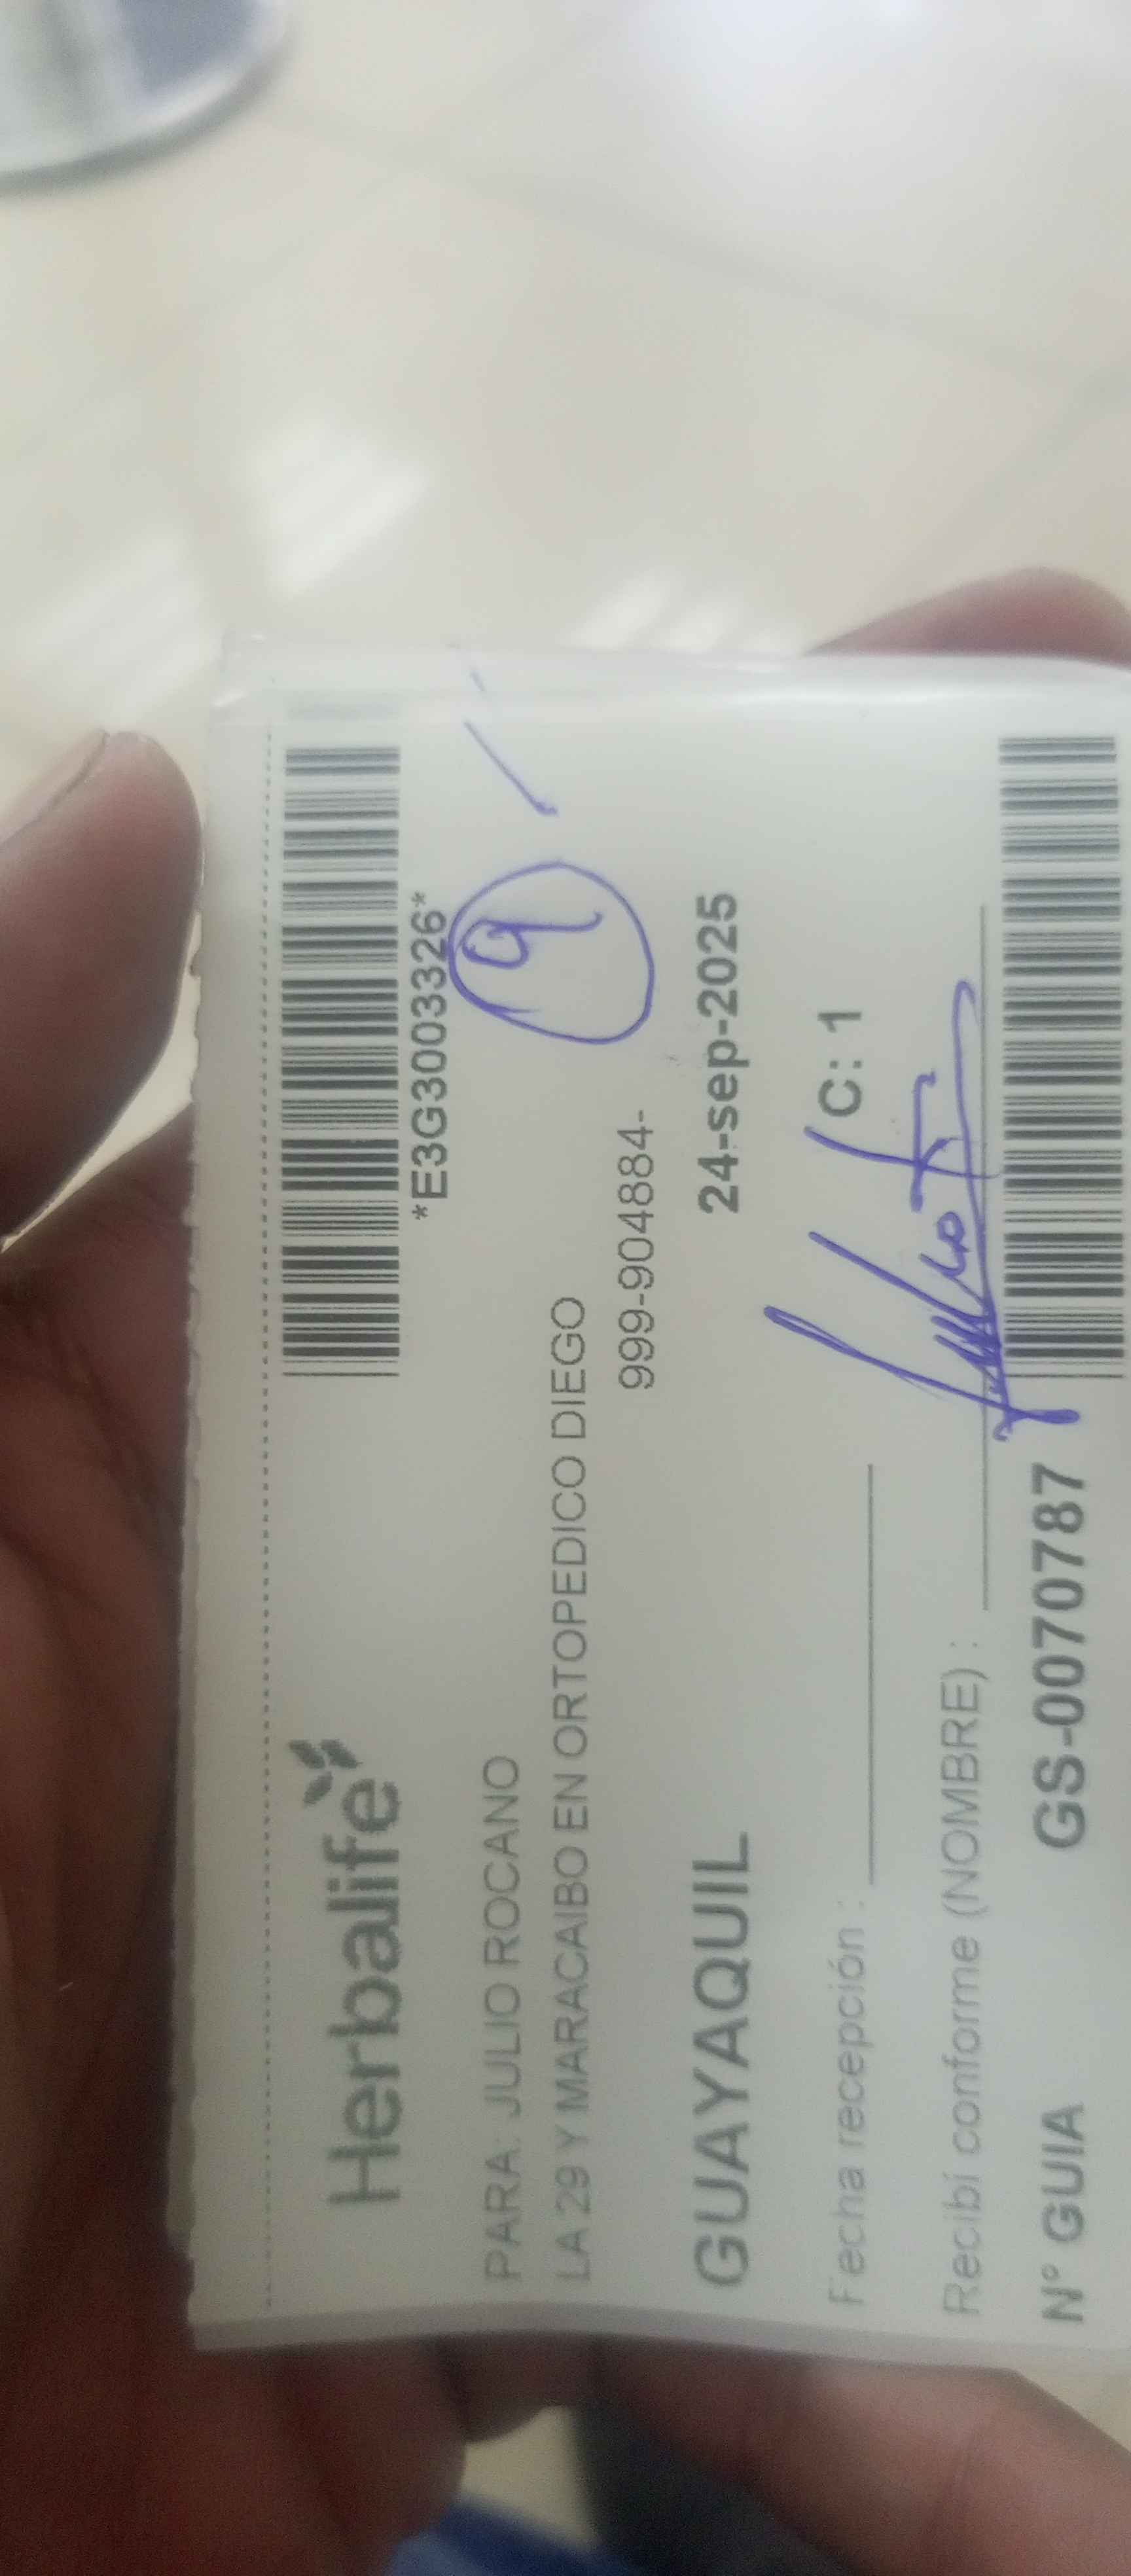 Herbalife
*E3G3003326*
9
PARA: JULIO ROCANO
LA 29 Y MARACAIBO EN ORTOPEDICO DIEGO
999-904884-
GUAYAQUIL 24-sep-2025
Fecha recepción : C: 1
Recibí conforme (NOMBRE) :
N° GUIA GS-0070787